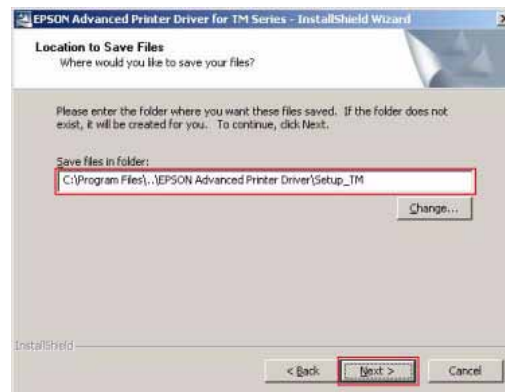 EPSON Advanced Printer Driver for TM Series - InstallShield Wizard
Location to Save Files
Where would you like to save your files?
Please enter the folder where you want these files saved. If the folder does not
exist, it will be created for you. To continue, click Next.
Save files in folder:
C:\Program Files\..\EPSON Advanced Printer Driver\Setup_TM
Change...
InstallShield
< Back Next > Cancel